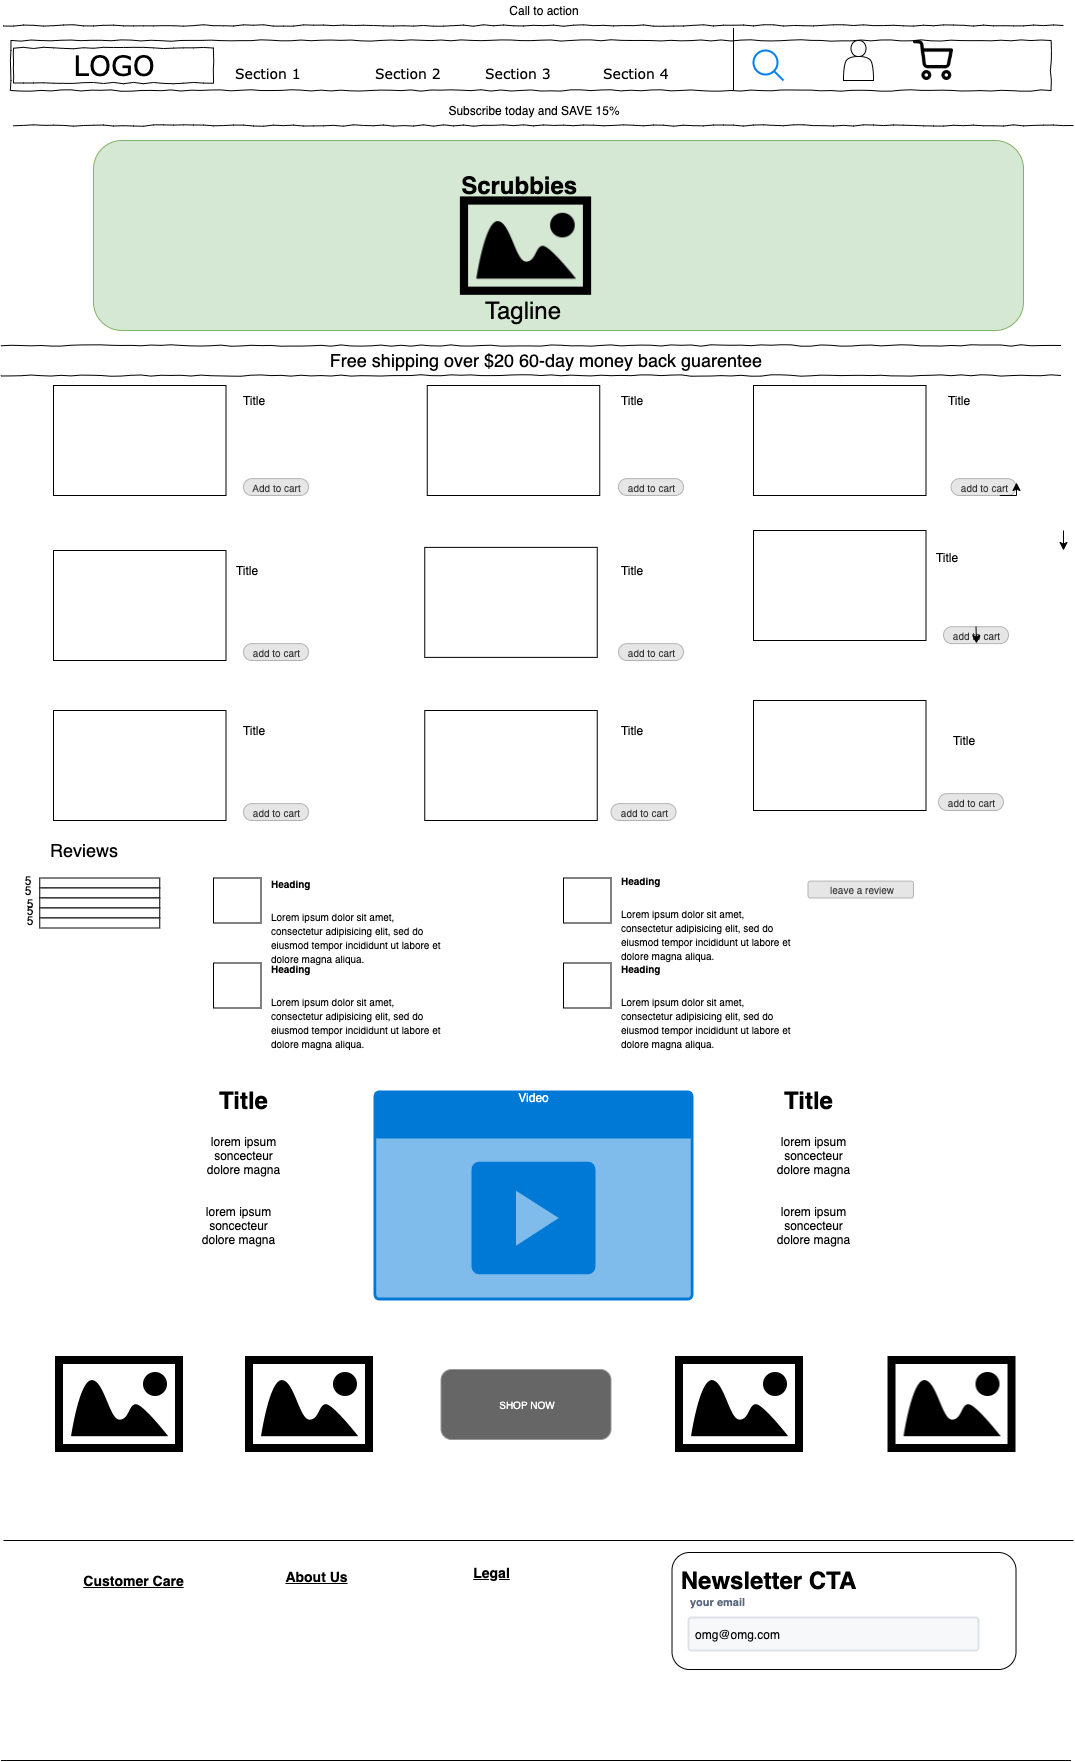 Call to action
LOGO
Section 1
Section 2
Section 3
Section 4
Subscribe today and SAVE 15%
Scrubbies
Tagline
Free shipping over $20 60-day money back guarentee
Title
Title
Title
Add to cart
add to cart
add to cart
Title
Title
Title
add to cart
add to cart
add to cart
Title
Title
Title
add to cart
add to cart
add to cart
Reviews
5
5
5
5
5
Heading
Lorem ipsum dolor sit amet,
consectetur adipisicing elit, sed do
eiusmod tempor incididunt ut labore et
dolore magna aliqua.
Heading
Lorem ipsum dolor sit amet,
consectetur adipisicing elit, sed do
eiusmod tempor incididunt ut labore et
dolore magna aliqua.
leave a review
Heading
Lorem ipsum dolor sit amet,
consectetur adipisicing elit, sed do
eiusmod tempor incididunt ut labore et
dolore magna aliqua.
Heading
Lorem ipsum dolor sit amet,
consectetur adipisicing elit, sed do
eiusmod tempor incididunt ut labore et
dolore magna aliqua.
Title
lorem ipsum
soncecteur
dolore magna
lorem ipsum
soncecteur
dolore magna
Video
Title
lorem ipsum
soncecteur
dolore magna
lorem ipsum
soncecteur
dolore magna
SHOP NOW
Customer Care
About Us
Legal
Newsletter CTA
your email
omg@omg.com